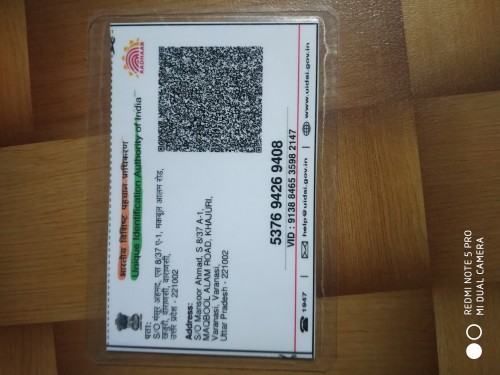 भारतीय विशिष्ट पहचान प्राधिकरण
Unique Identification Authority of India
AADHAAR
पता:
S/O मंसूर अहमद, एस 8/37 ए-1, मकबूल आलम रोड,
खजुरी, वाराणसी, वाराणसी,
उत्तर प्रदेश - 221002
Address:
S/O Mansoor Ahmad, S 8/37 A-1,
MAQBOOL ALAM ROAD, KHAJURI,
Varanasi, Varanasi,
Uttar Pradesh - 221002
5376 9426 9408
VID : 9138 8465 3598 2147
1947 | help@uidai.gov.in | www.uidai.gov.in
REDMI NOTE 5 PRO
MI DUAL CAMERA